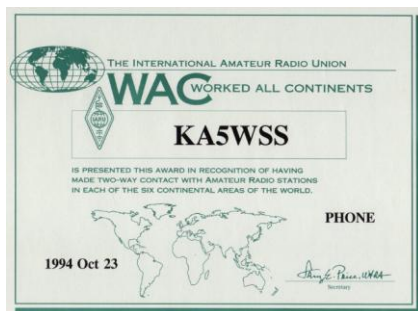 THE INTERNATIONAL AMATEUR RADIO UNION
WAC WORKED ALL CONTINENTS
KA5WSS
IS PRESENTED THIS AWARD IN RECOGNITION OF HAVING
MADE TWO-WAY CONTACT WITH AMATEUR RADIO STATIONS
IN EACH OF THE SIX CONTINENTAL AREAS OF THE WORLD.
PHONE
1994 Oct 23
Secretary